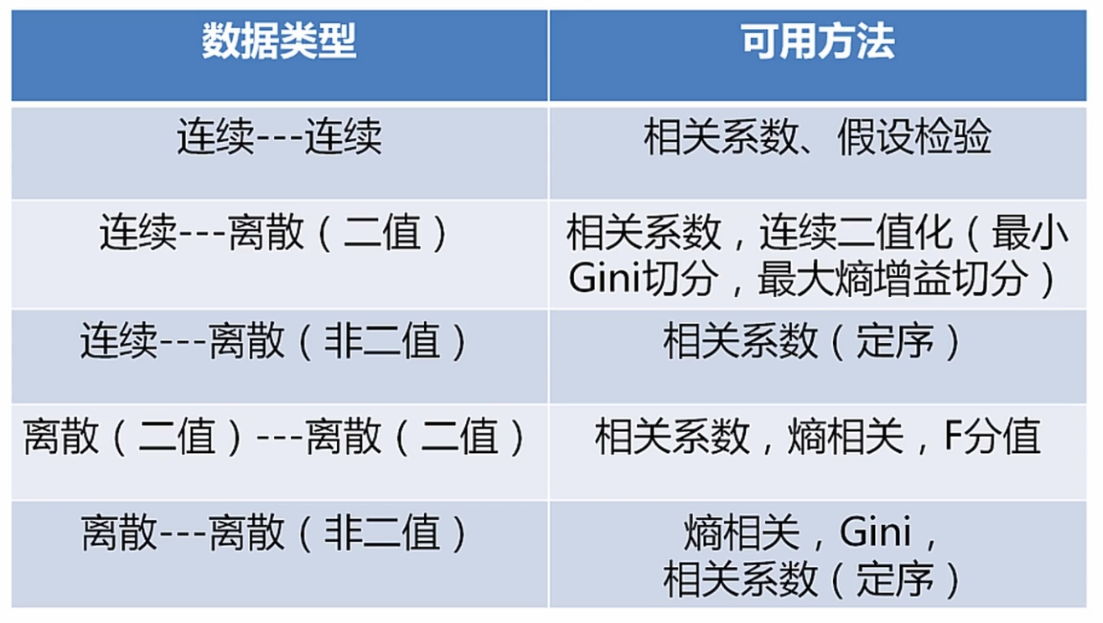 数据类型
可用方法
连续---连续
相关系数、假设检验
连续---离散（二值）
相关系数，连续二值化（最小
Gini切分，最大熵增益切分）
连续---离散（非二值）
相关系数（定序）
离散（二值）---离散（二值）
相关系数，熵相关，F分值
离散---离散（非二值）
熵相关，Gini，
相关系数（定序）